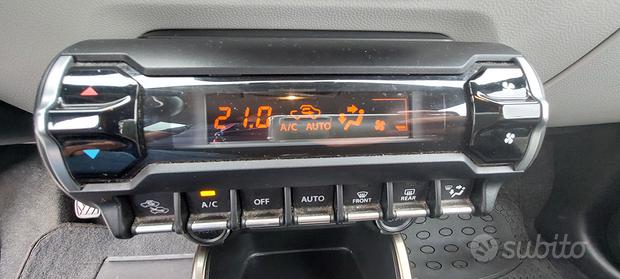 21.0
A/C AUTO
A/C OFF AUTO FRONT REAR
subito